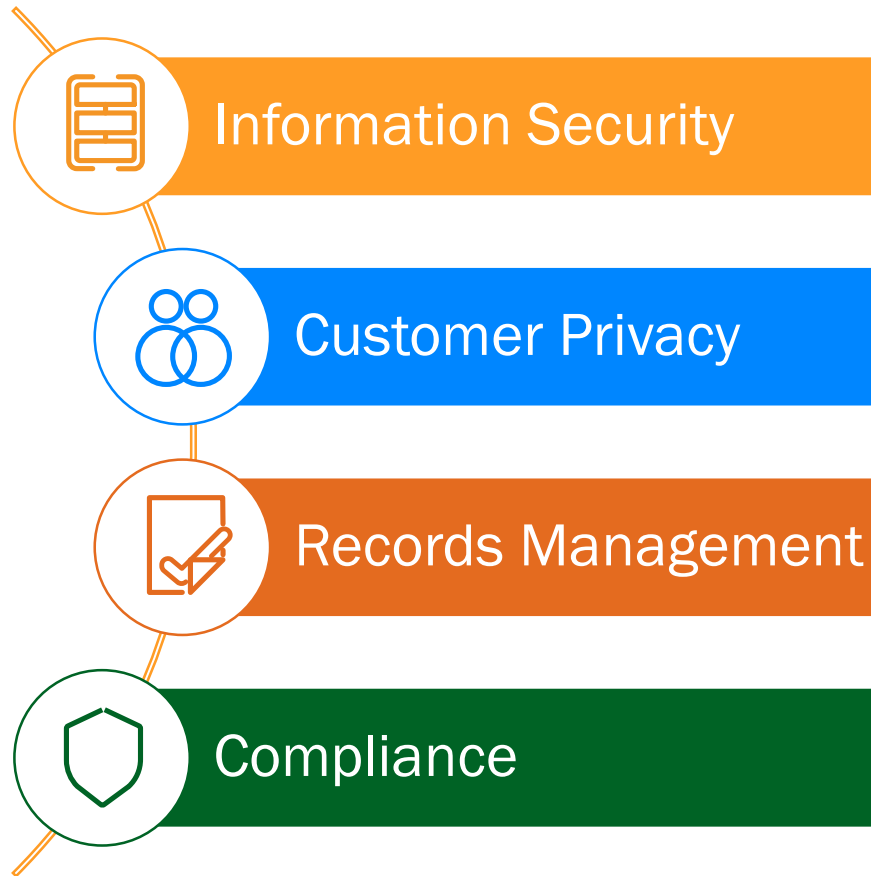 Information Security
Customer Privacy
Records Management
Compliance